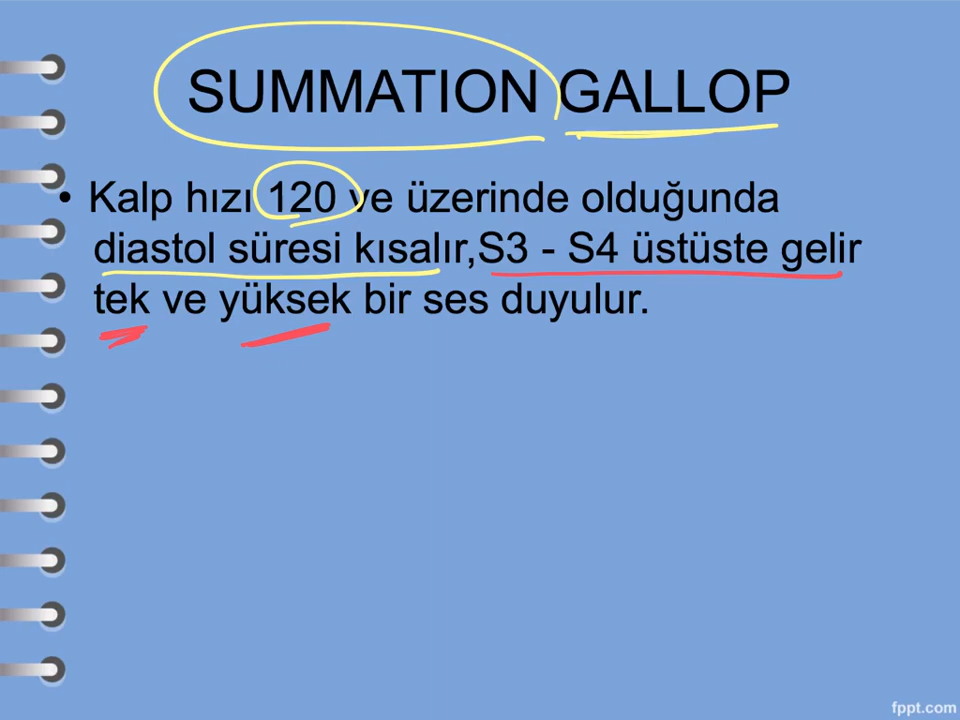 SUMMATION GALLOP
• Kalp hızı 120 ve üzerinde olduğunda
diastol süresi kısalır,S3 - S4 üstüste gelir
tek ve yüksek bir ses duyulur.
fppt.com